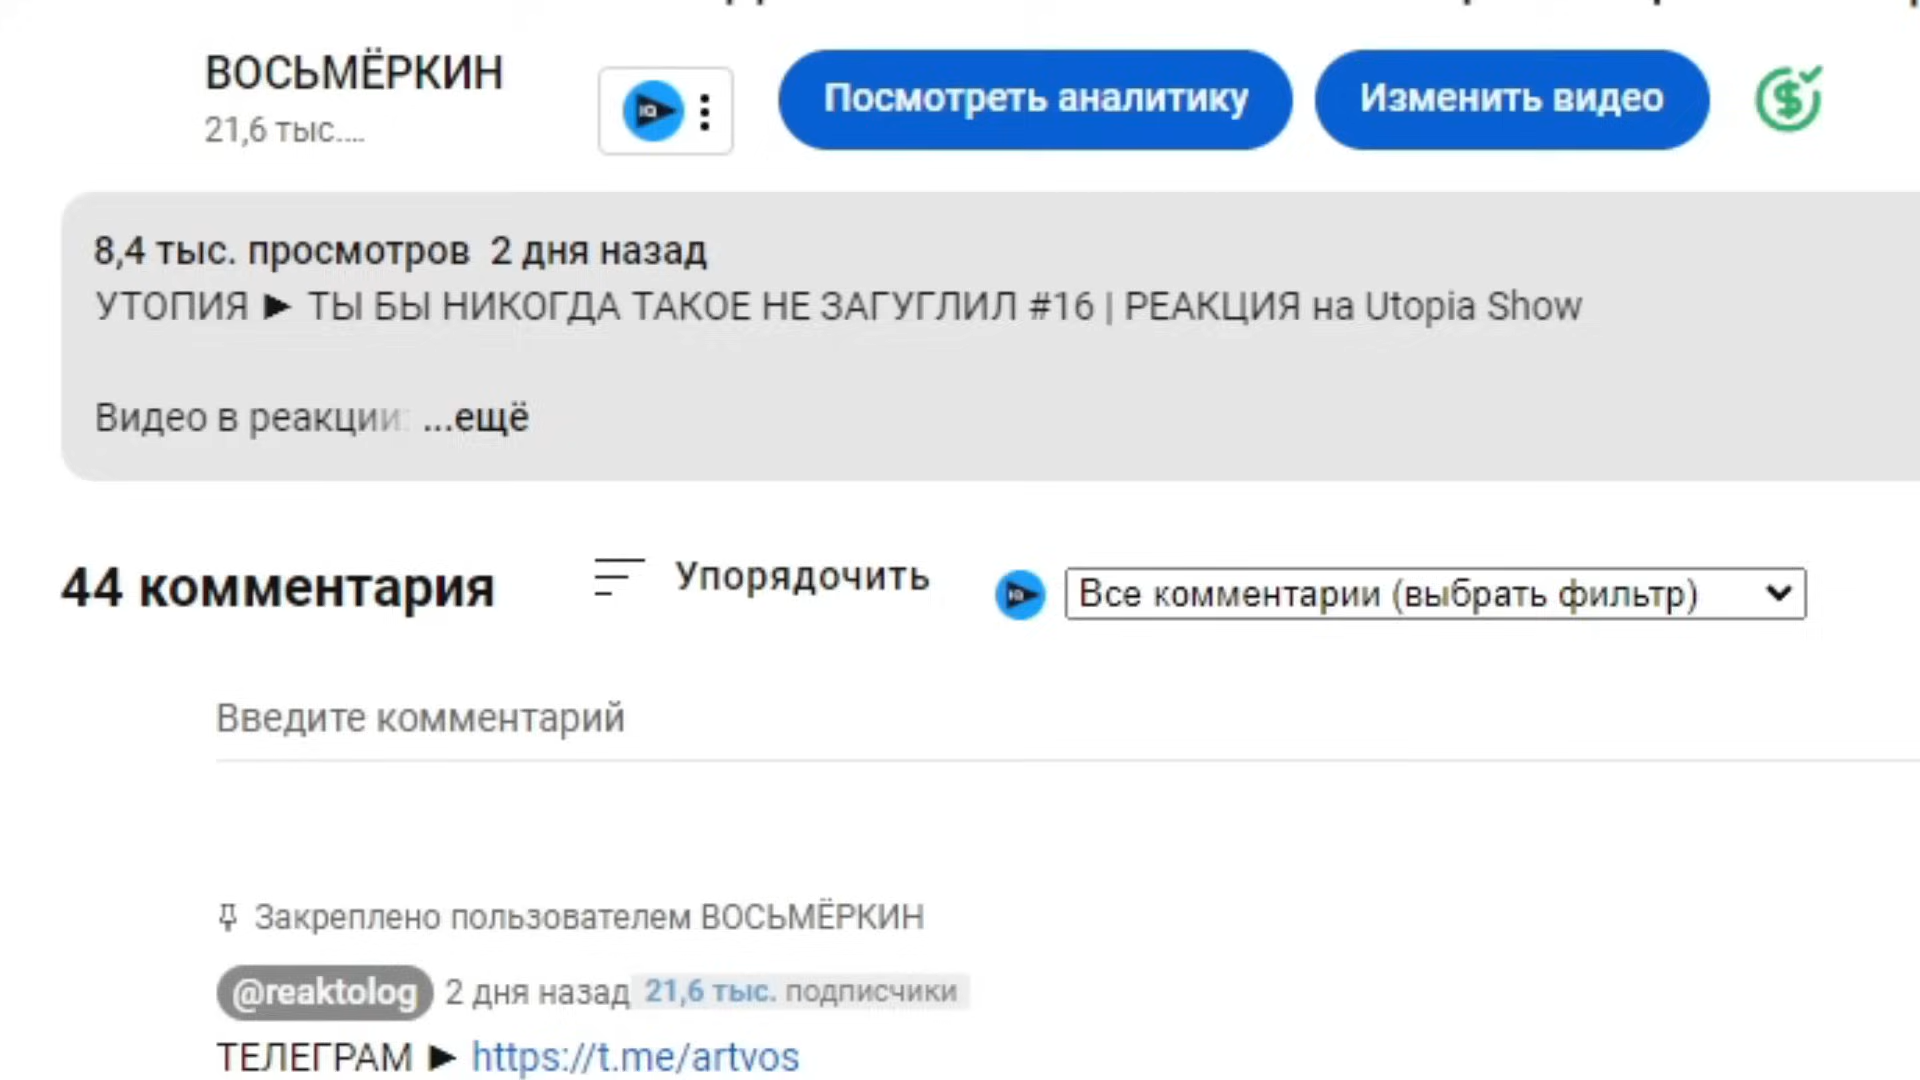 ВОСЬМЁРКИН
21,6 тыс....
Посмотреть аналитику
Изменить видео
8,4 тыс. просмотров 2 дня назад
УТОПИЯ ► ТЫ БЫ НИКОГДА ТАКОЕ НЕ ЗАГУГЛИЛ #16 | РЕАКЦИЯ на Utopia Show
Видео в реакции: ...ещё
44 комментария
Упорядочить
Все комментарии (выбрать фильтр)
Введите комментарий
Закреплено пользователем ВОСЬМЁРКИН
@reaktolog 2 дня назад 21,6 тыс. подписчики
ТЕЛЕГРАМ ► https://t.me/artvos